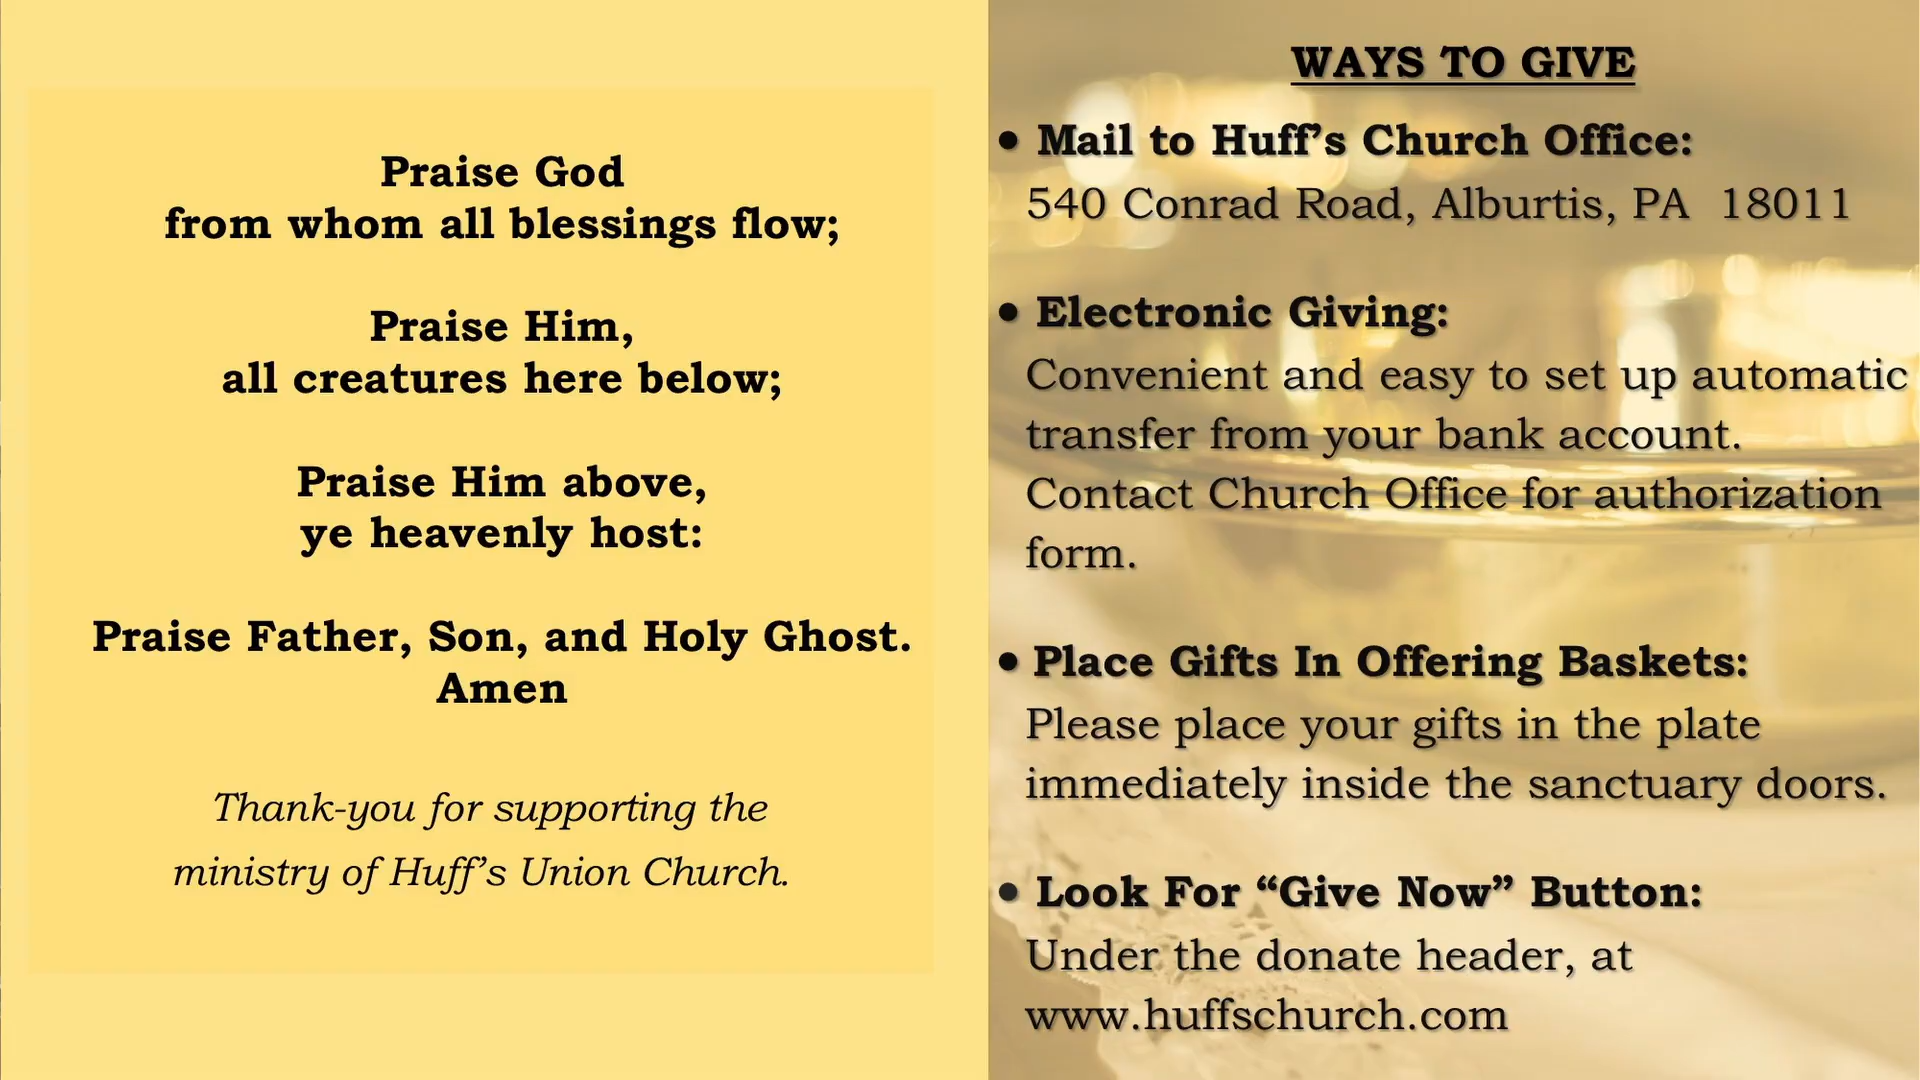 Praise God
from whom all blessings flow;
Praise Him,
all creatures here below;
Praise Him above,
ye heavenly host:
Praise Father, Son, and Holy Ghost.
Amen
Thank-you for supporting the
ministry of Huff’s Union Church.
WAYS TO GIVE
• Mail to Huff’s Church Office:
540 Conrad Road, Alburtis, PA  18011
• Electronic Giving:
Convenient and easy to set up automatic
transfer from your bank account.
Contact Church Office for authorization
form.
• Place Gifts In Offering Baskets:
Please place your gifts in the plate
immediately inside the sanctuary doors.
• Look For “Give Now” Button:
Under the donate header, at
www.huffschurch.com